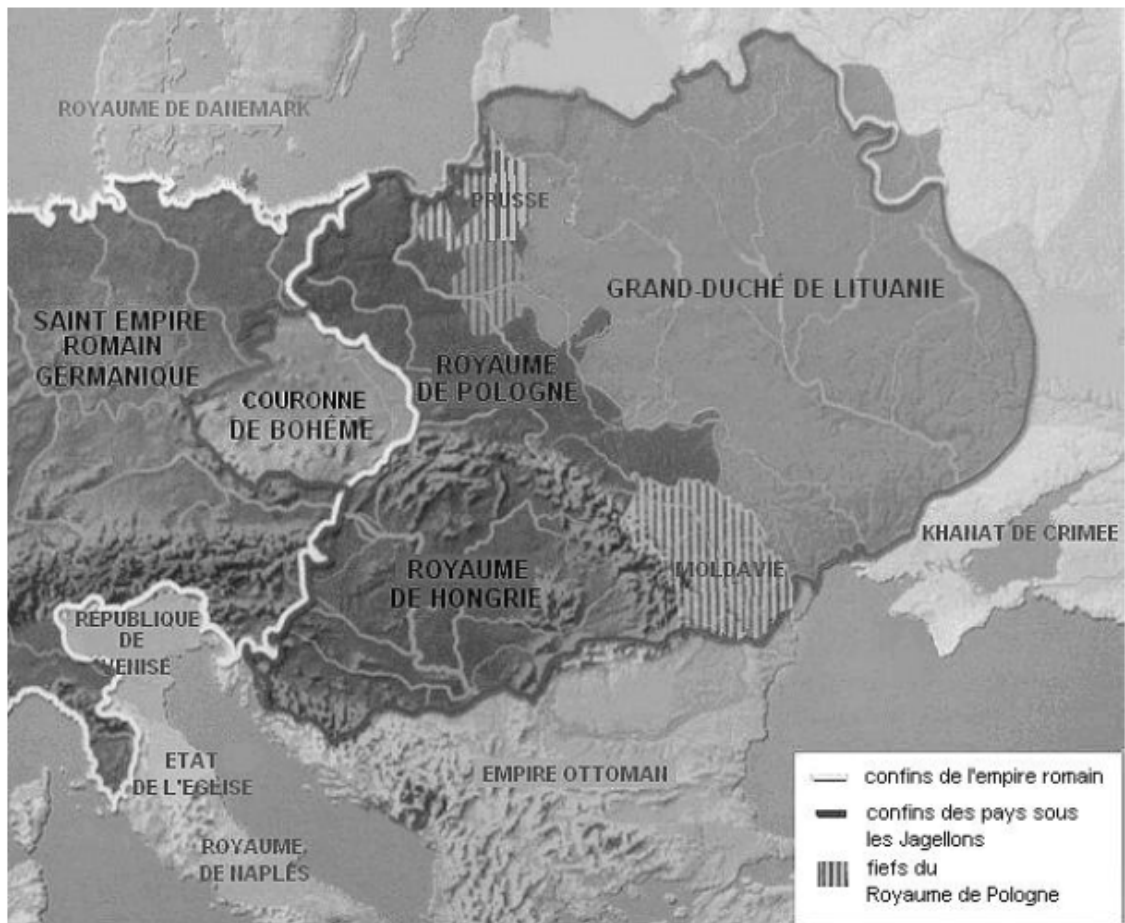 ROYAUME DE DANEMARK
PRUSSE
GRAND-DUCHÉ DE LITUANIE
SAINT EMPIRE
ROMAIN
GERMANIQUE
ROYAUME
DE POLOGNE
COURONNE
DE BOHÊME
KHANAT DE CRIMEE
ROYAUME
DE HONGRIE
MOLDAVIE
RÉPUBLIQUE
DE
VENISE
ETAT
DE L'EGLISE
EMPIRE OTTOMAN
ROYAUME
DE NAPLES
confins de l'empire romain
confins des pays sous
les Jagellons
fiefs du
Royaume de Pologne